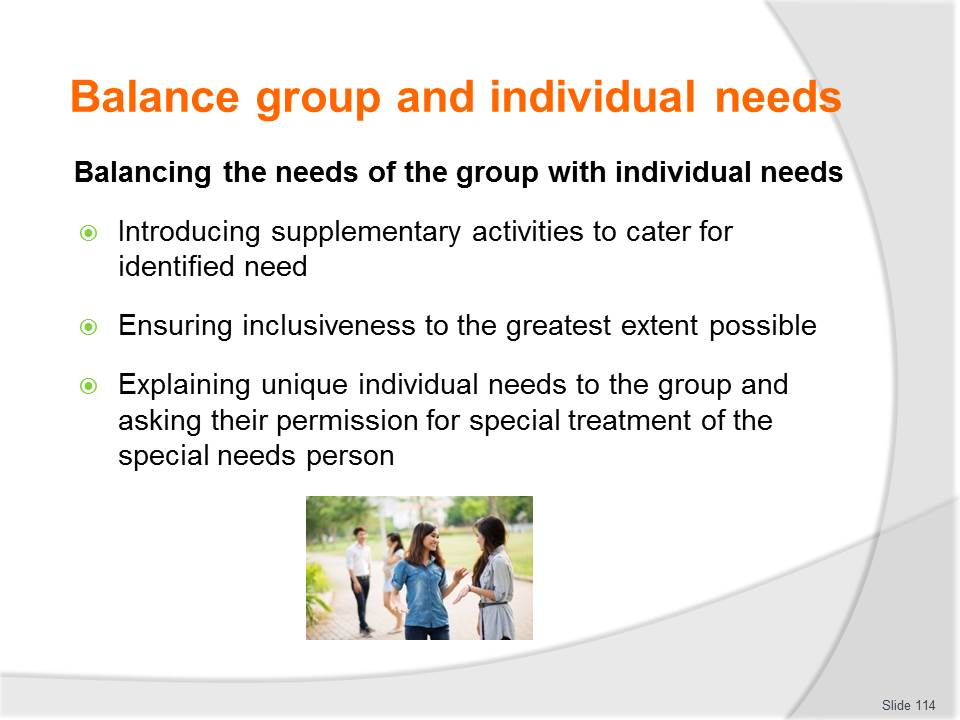 Balance group and individual needs
Balancing the needs of the group with individual needs
Introducing supplementary activities to cater for
identified need
Ensuring inclusiveness to the greatest extent possible
Explaining unique individual needs to the group and
asking their permission for special treatment of the
special needs person
Slide 114